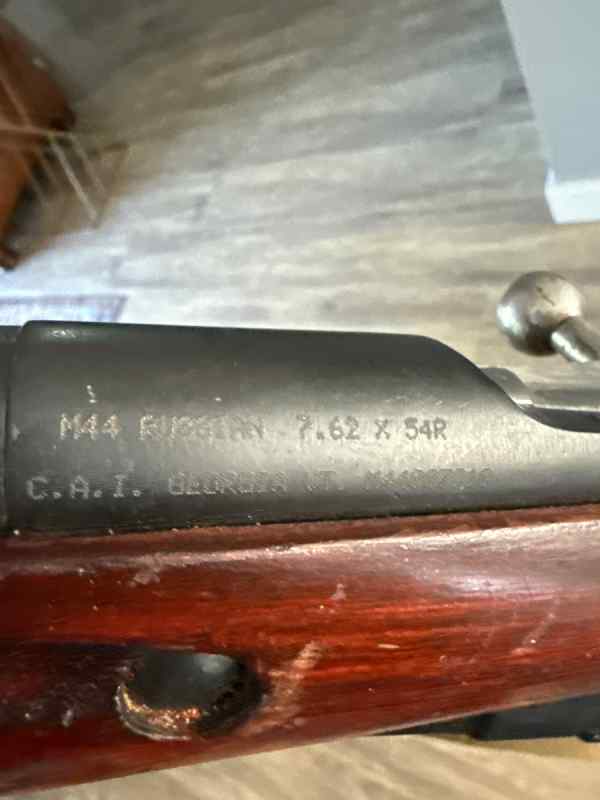 M44 RUSSIAN 7.62 X 54R
C.A.I. GEORGIA VT.